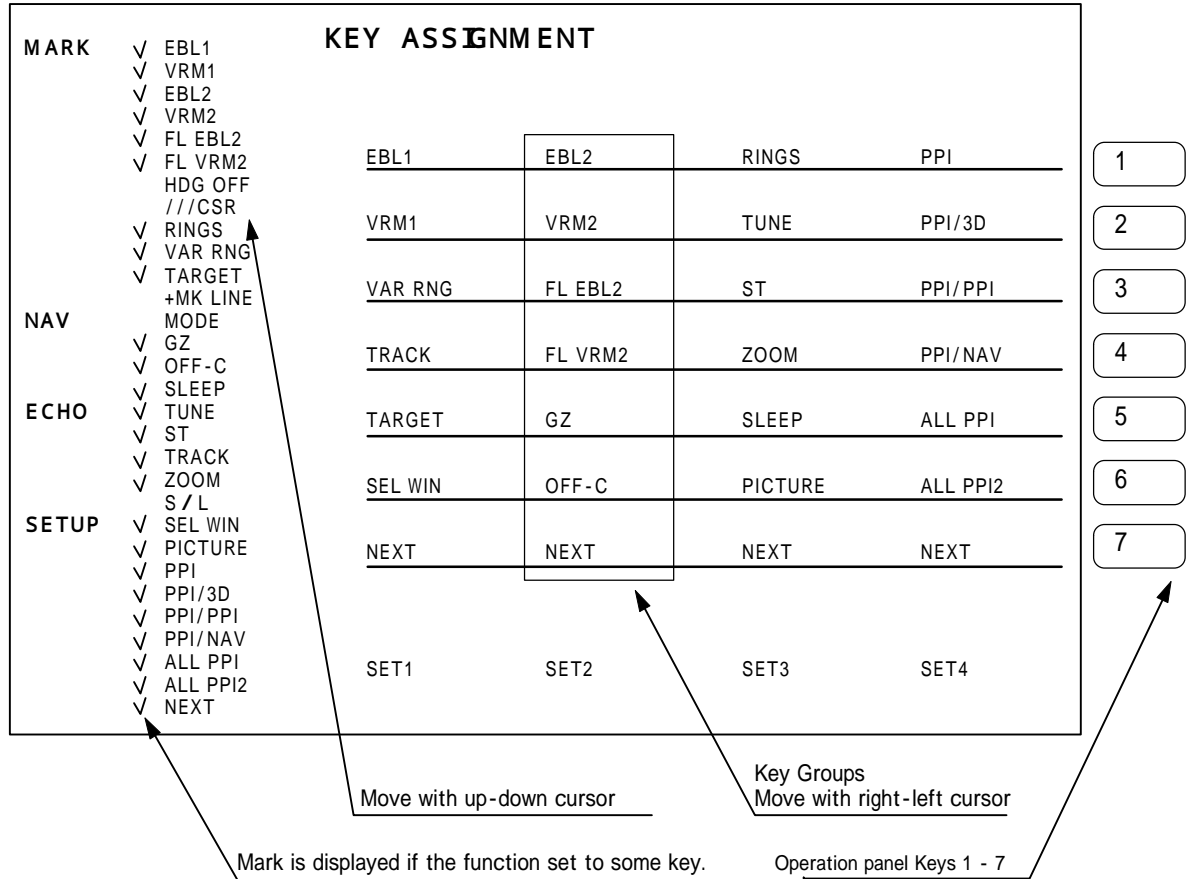 KEY ASSIGNMENT
MARK √ EBL1
√ VRM1
√ EBL2
√ VRM2
√ FL EBL2
√ FL VRM2
HDG OFF
///CSR
√ RINGS
√ VAR RNG
√ TARGET
+MK LINE
NAV MODE
√ GZ
√ OFF-C
√ SLEEP
ECHO √ TUNE
√ ST
√ TRACK
√ ZOOM
S/L
SETUP √ SEL WIN
√ PICTURE
√ PPI
√ PPI/3D
√ PPI/PPI
√ PPI/NAV
√ ALL PPI
√ ALL PPI2
√ NEXT
EBL1 EBL2 RINGS PPI 1
VRM1 VRM2 TUNE PPI/3D 2
VAR RNG FL EBL2 ST PPI/PPI 3
TRACK FL VRM2 ZOOM PPI/NAV 4
TARGET GZ SLEEP ALL PPI 5
SEL WIN OFF-C PICTURE ALL PPI2 6
NEXT NEXT NEXT NEXT 7
SET1 SET2 SET3 SET4
Key Groups
Move with up-down cursor Move with right-left cursor
Mark is displayed if the function set to some key. Operation panel Keys 1 - 7